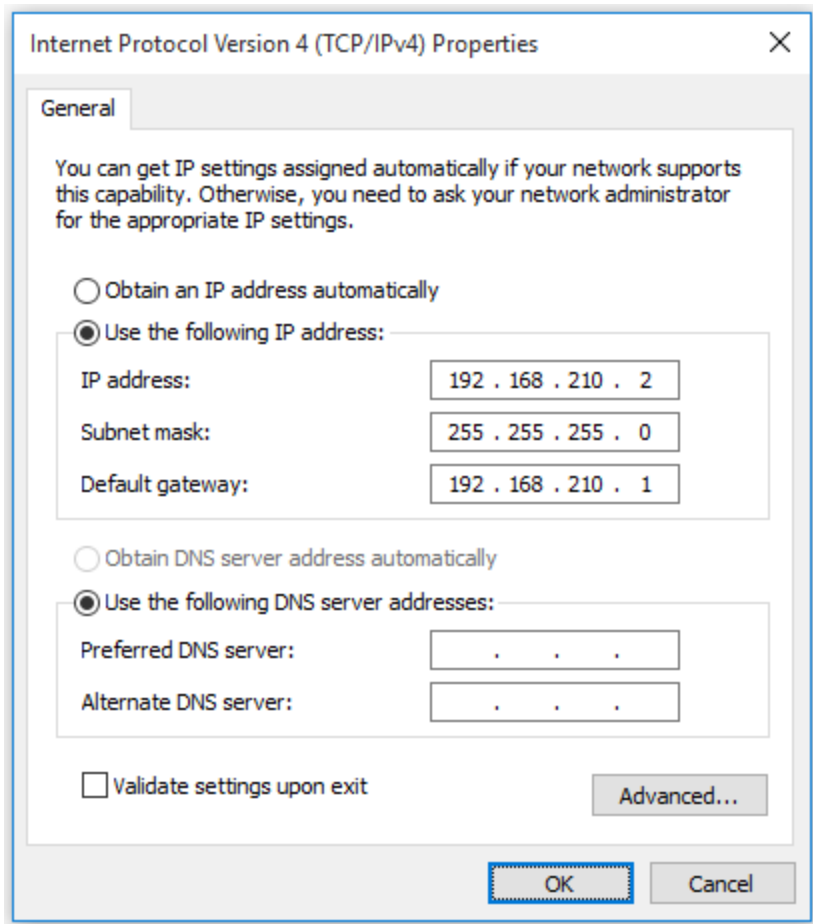 Internet Protocol Version 4 (TCP/IPv4) Properties
General
You can get IP settings assigned automatically if your network supports
this capability. Otherwise, you need to ask your network administrator
for the appropriate IP settings.
Obtain an IP address automatically
Use the following IP address:
IP address: 192 . 168 . 210 . 2
Subnet mask: 255 . 255 . 255 . 0
Default gateway: 192 . 168 . 210 . 1
Obtain DNS server address automatically
Use the following DNS server addresses:
Preferred DNS server: . . .
Alternate DNS server: . . .
Validate settings upon exit
Advanced...
OK Cancel